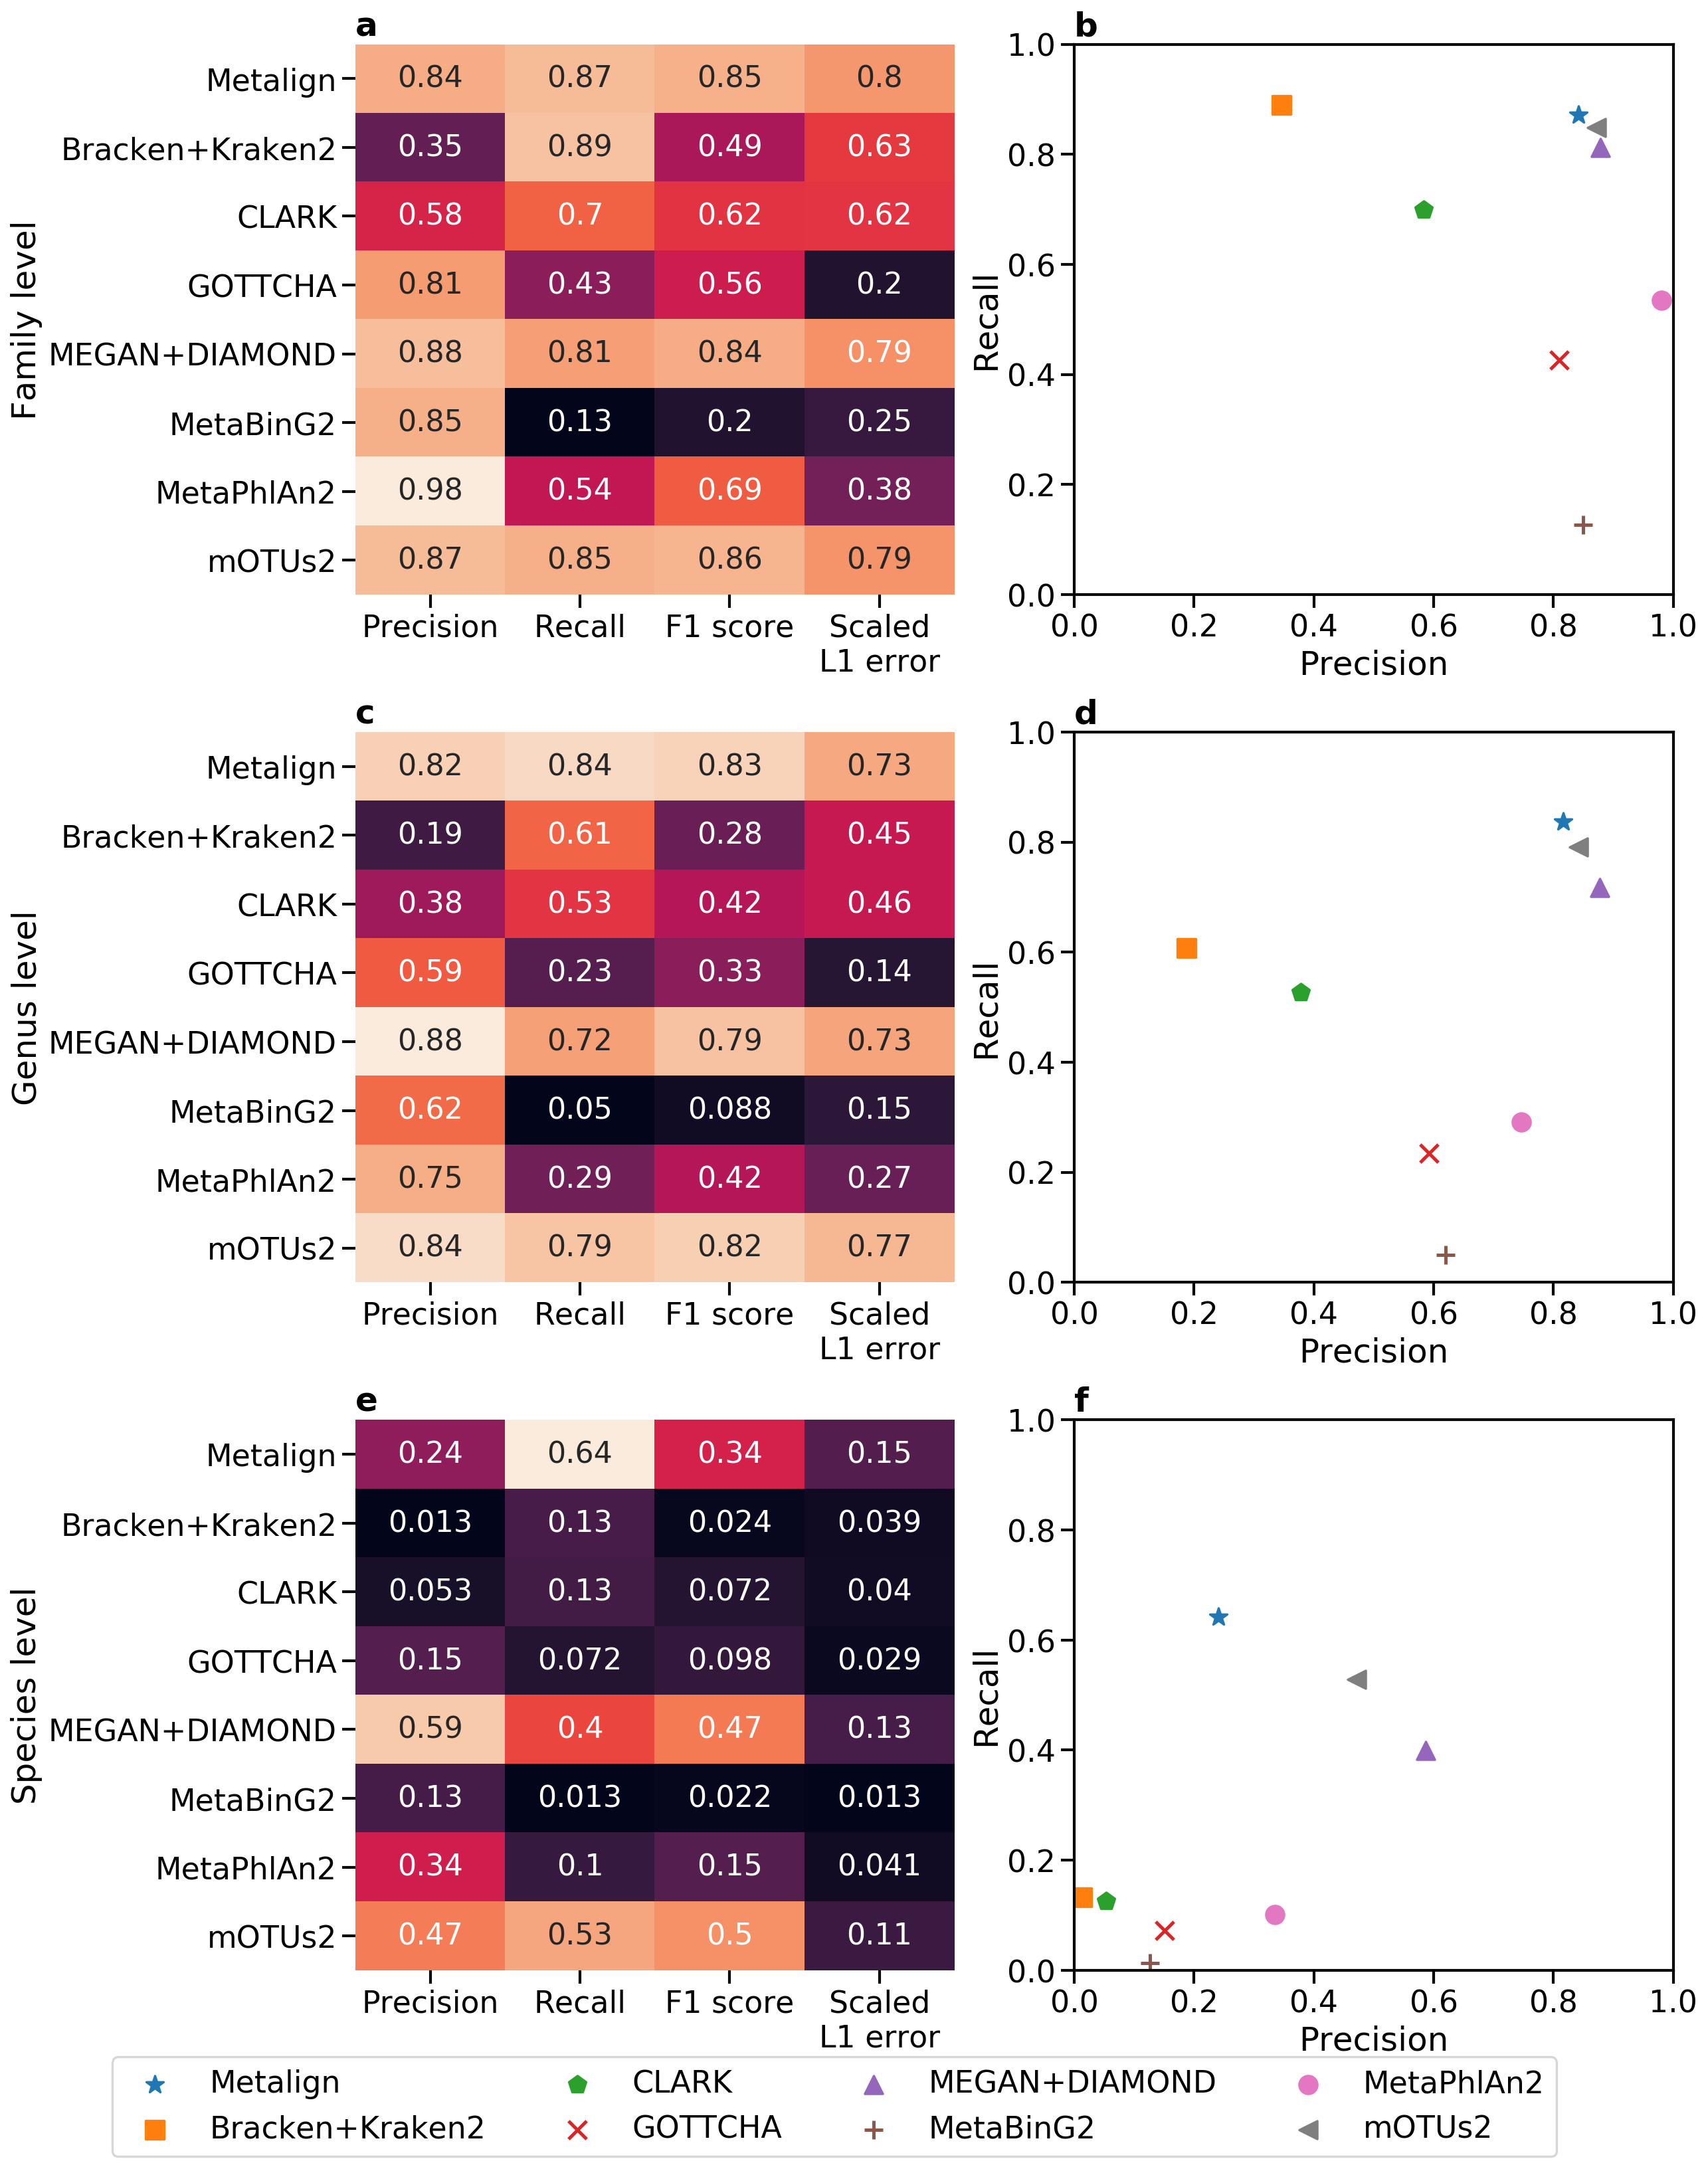 a
Family level
Metalign 0.84 0.87 0.85 0.8
Bracken+Kraken2 0.35 0.89 0.49 0.63
CLARK 0.58 0.7 0.62 0.62
GOTTCHA 0.81 0.43 0.56 0.2
MEGAN+DIAMOND 0.88 0.81 0.84 0.79
MetaBinG2 0.85 0.13 0.2 0.25
MetaPhlAn2 0.98 0.54 0.69 0.38
mOTUs2 0.87 0.85 0.86 0.79
Precision Recall F1 score Scaled
L1 error
b
Recall
1.0
0.8
0.6
0.4
0.2
0.0
0.0 0.2 0.4 0.6 0.8 1.0
Precision
c
Genus level
Metalign 0.82 0.84 0.83 0.73
Bracken+Kraken2 0.19 0.61 0.28 0.45
CLARK 0.38 0.53 0.42 0.46
GOTTCHA 0.59 0.23 0.33 0.14
MEGAN+DIAMOND 0.88 0.72 0.79 0.73
MetaBinG2 0.62 0.05 0.088 0.15
MetaPhlAn2 0.75 0.29 0.42 0.27
mOTUs2 0.84 0.79 0.82 0.77
Precision Recall F1 score Scaled
L1 error
d
Recall
1.0
0.8
0.6
0.4
0.2
0.0
0.0 0.2 0.4 0.6 0.8 1.0
Precision
e
Species level
Metalign 0.24 0.64 0.34 0.15
Bracken+Kraken2 0.013 0.13 0.024 0.039
CLARK 0.053 0.13 0.072 0.04
GOTTCHA 0.15 0.072 0.098 0.029
MEGAN+DIAMOND 0.59 0.4 0.47 0.13
MetaBinG2 0.13 0.013 0.022 0.013
MetaPhlAn2 0.34 0.1 0.15 0.041
mOTUs2 0.47 0.53 0.5 0.11
Precision Recall F1 score Scaled
L1 error
f
Recall
1.0
0.8
0.6
0.4
0.2
0.0
0.0 0.2 0.4 0.6 0.8 1.0
Precision
Metalign CLARK MEGAN+DIAMOND MetaPhlAn2
Bracken+Kraken2 GOTTCHA MetaBinG2 mOTUs2